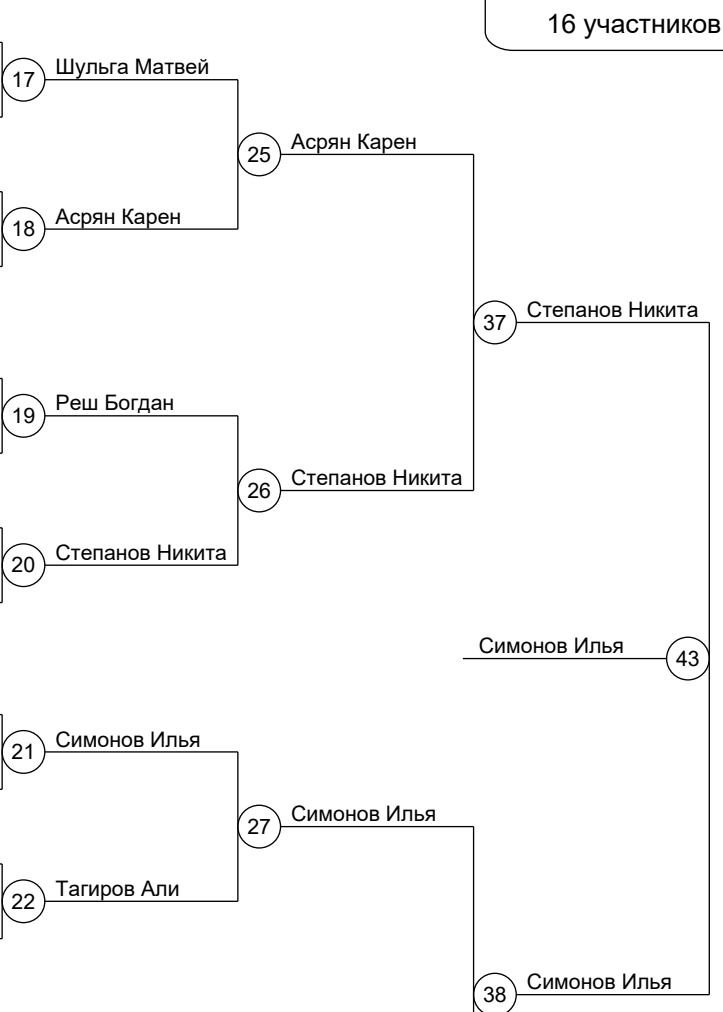 16 участников
17 Шульга Матвей
25 Асрян Карен
18 Асрян Карен
37 Степанов Никита
19 Реш Богдан
26 Степанов Никита
20 Степанов Никита
Симонов Илья 43
21 Симонов Илья
27 Симонов Илья
22 Тагиров Али
38 Симонов Илья